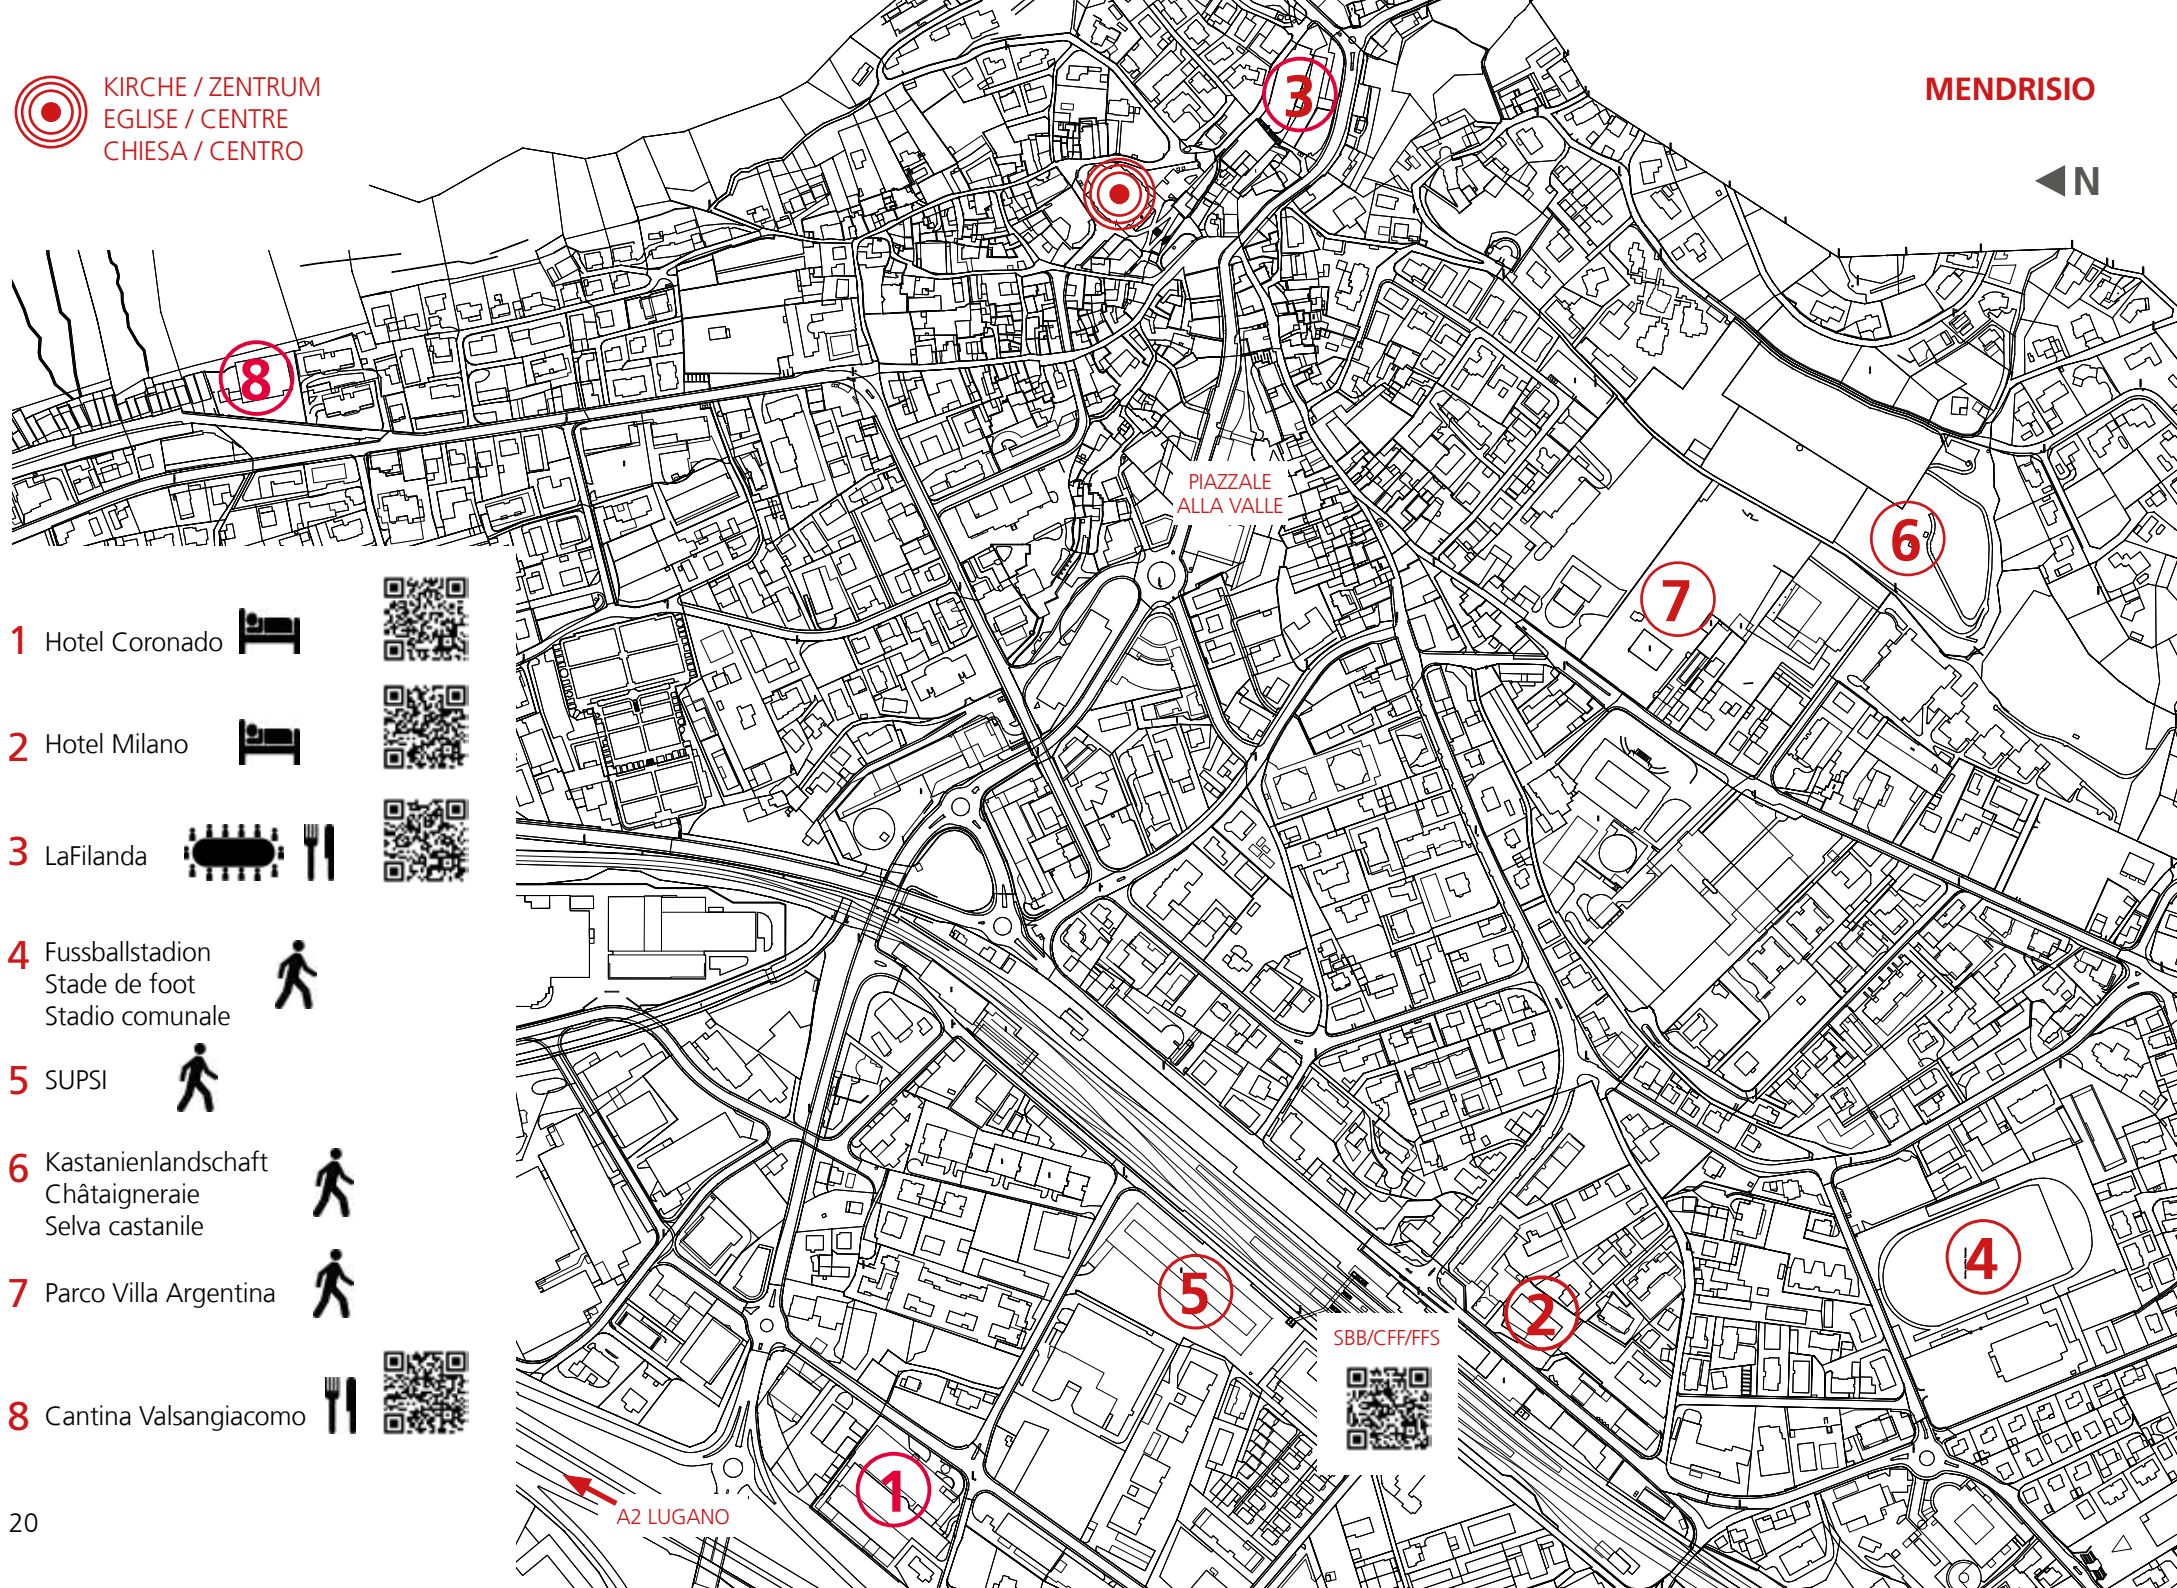 KIRCHE / ZENTRUM
EGLISE / CENTRE
CHIESA / CENTRO
MENDRISIO
N
3
8
PIAZZALE
ALLA VALLE
6
7
1 Hotel Coronado
2 Hotel Milano
3 LaFilanda
4 Fussballstadion
Stade de foot
Stadio comunale
5 SUPSI
6 Kastanienlandschaft
Châtaigneraie
Selva castanile
7 Parco Villa Argentina
8 Cantina Valsangiacomo
4
5
2
SBB/CFF/FFS
1
A2 LUGANO
20